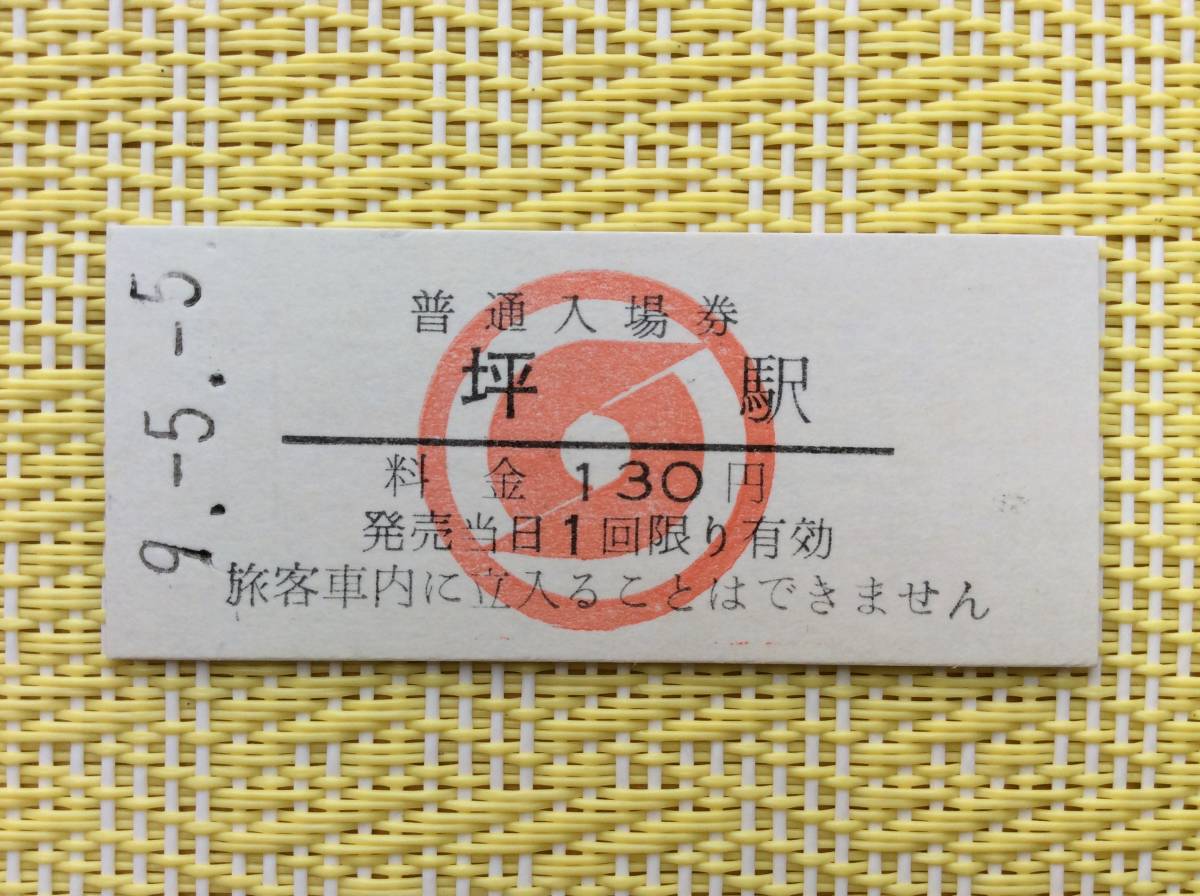 9.-5.-5
普通入場券
坪 駅
料金130円
発売当日1回限り有効
旅客車内に立入ることはできません